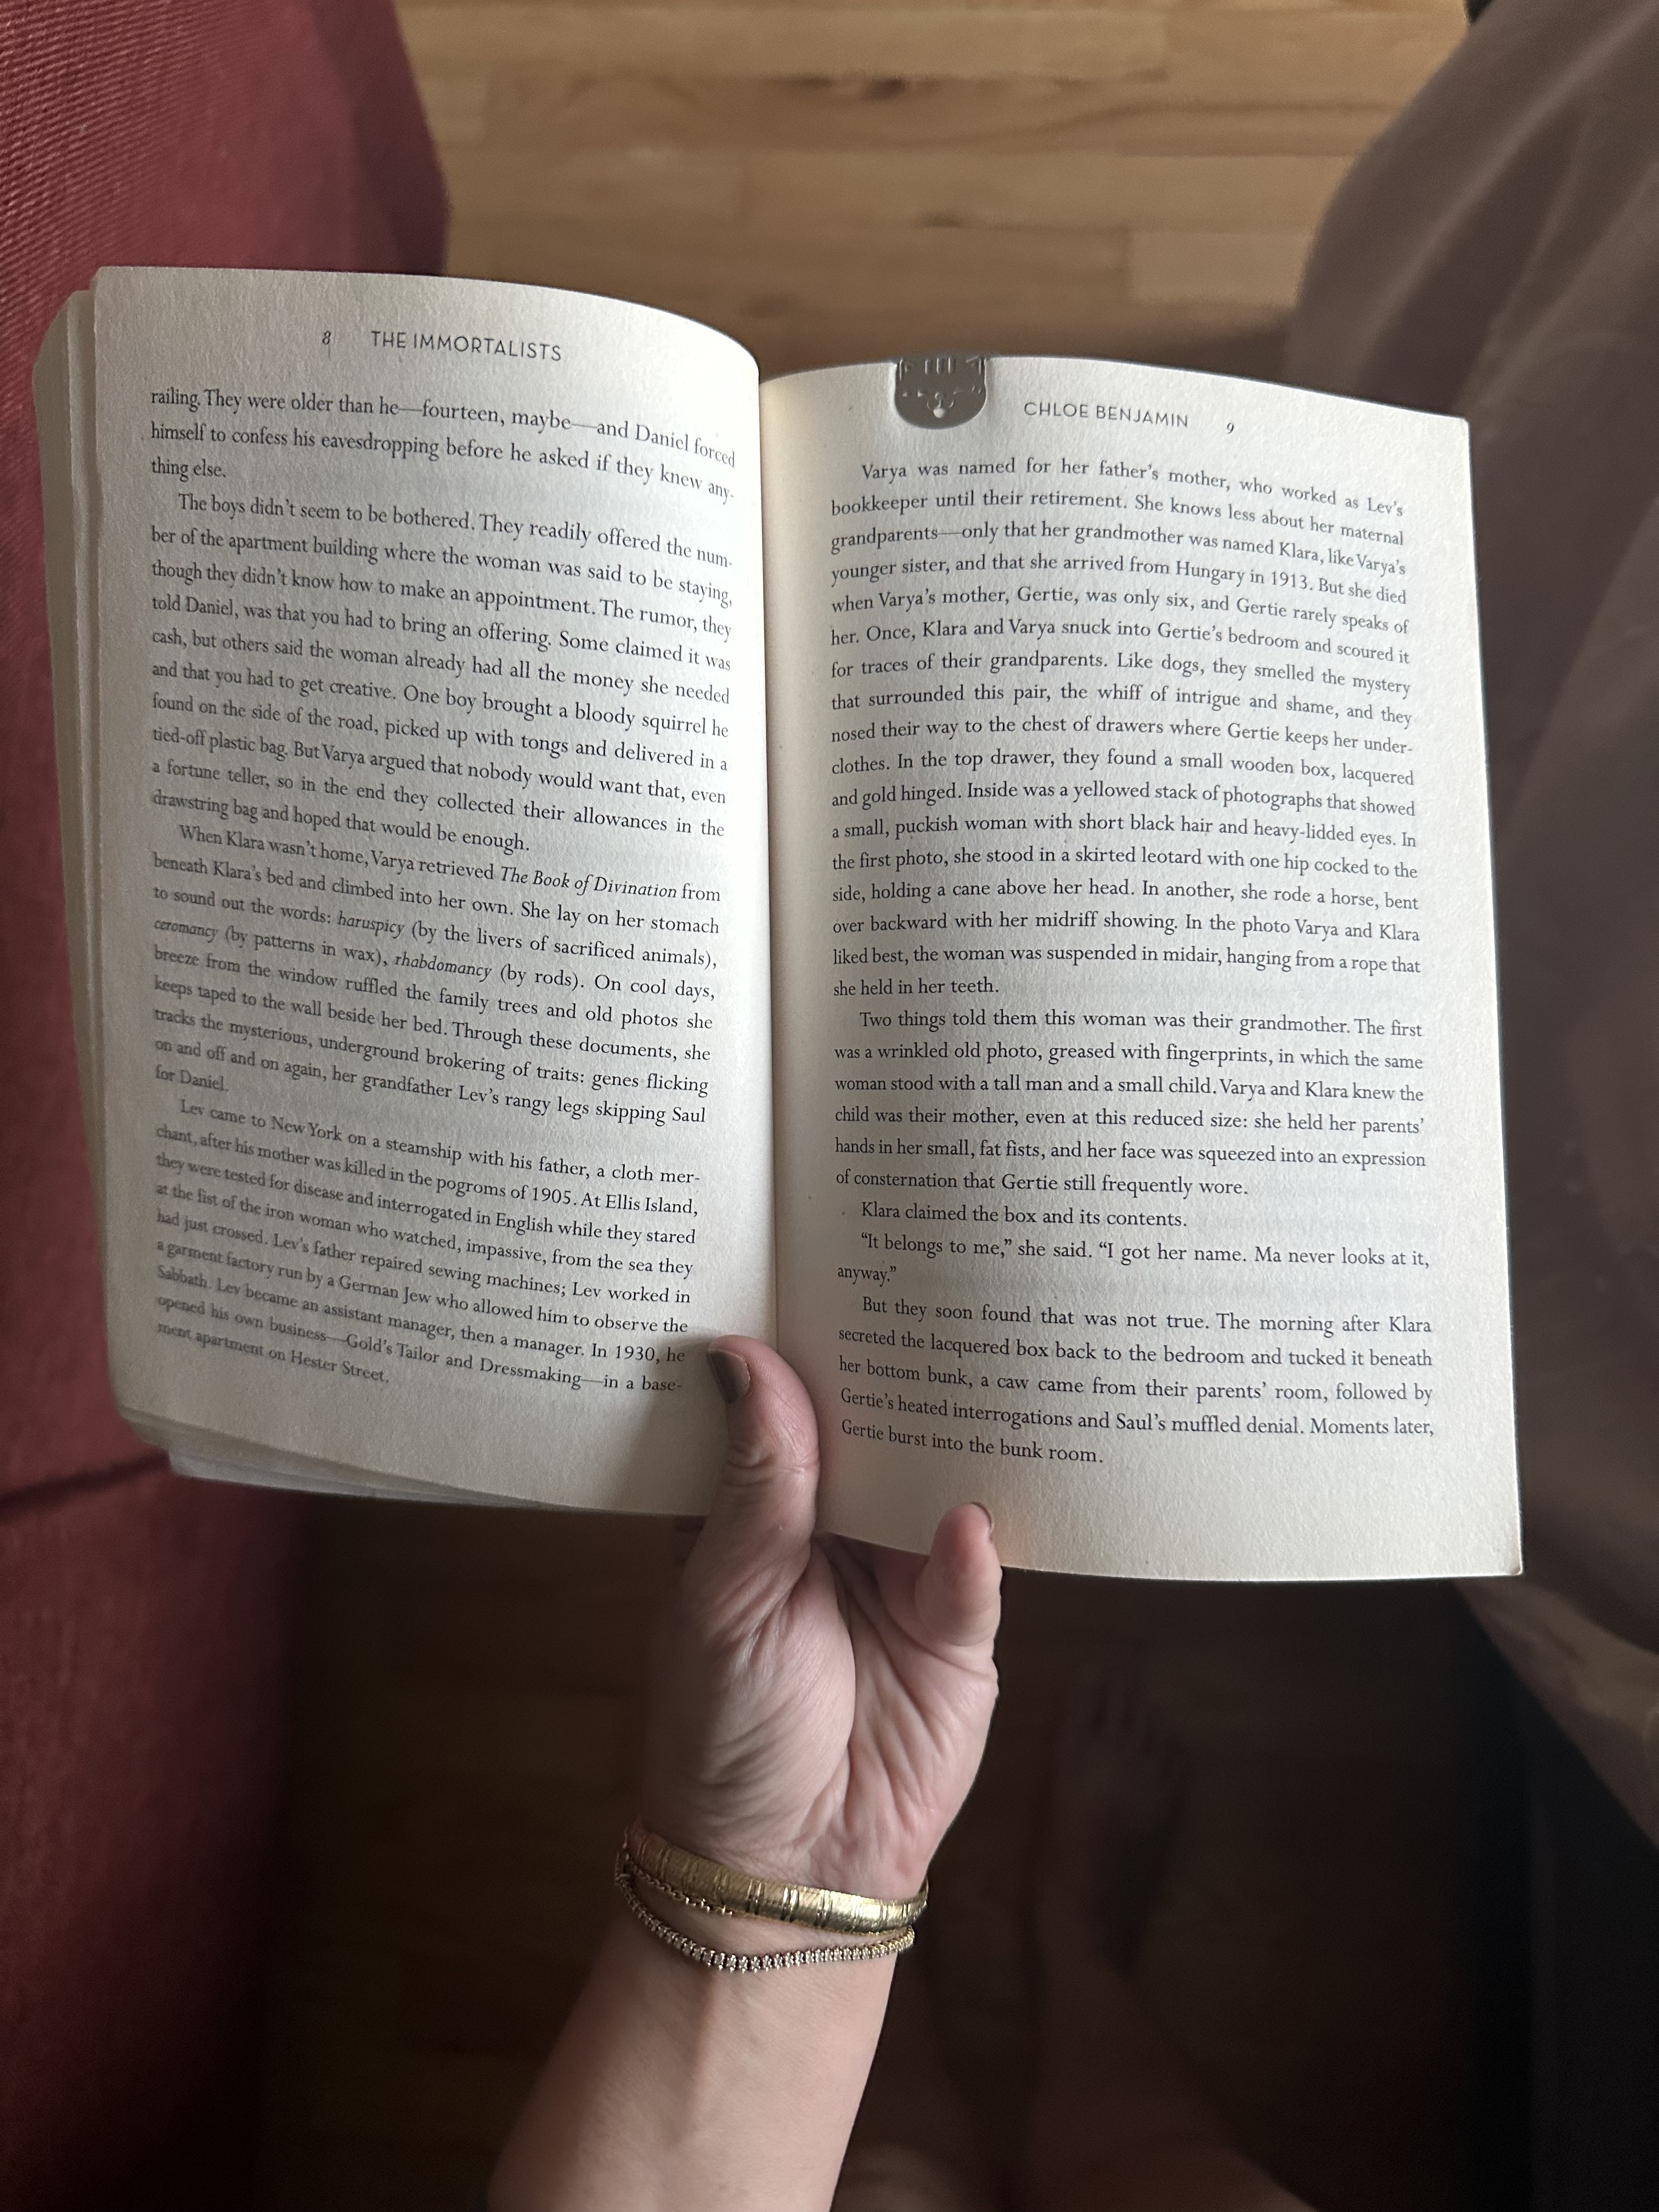 8 THE IMMORTALISTS
railing. They were older than he—fourteen, maybe—and Daniel forced
himself to confess his eavesdropping before he asked if they knew any-
thing else.
The boys didn't seem to be bothered. They readily offered the num-
ber of the apartment building where the woman was said to be staying,
though they didn't know how to make an appointment. The rumor, they
told Daniel, was that you had to bring an offering. Some claimed it was
cash, but others said the woman already had all the money she needed
and that you had to get creative. One boy brought a bloody squirrel he
found on the side of the road, picked up with tongs and delivered in a
tied-off plastic bag. But Varya argued that nobody would want that, even
a fortune teller, so in the end they collected their allowances in the
drawstring bag and hoped that would be enough.
When Klara wasn't home, Varya retrieved The Book of Divination from
beneath Klara's bed and climbed into her own. She lay on her stomach
to sound out the words: haruspicy (by the livers of sacrificed animals),
ceromancy (by patterns in wax), rhabdomancy (by rods). On cool days,
breeze from the window ruffled the family trees and old photos she
keeps taped to the wall beside her bed. Through these documents, she
tracks the mysterious, underground brokering of traits: genes flicking
on and off and on again, her grandfather Lev's rangy legs skipping Saul
for Daniel.
Lev came to New York on a steamship with his father, a cloth mer-
chant, after his mother was killed in the pogroms of 1905. At Ellis Island,
they were tested for disease and interrogated in English while they stared
at the fist of the iron woman who watched, impassive, from the sea they
had just crossed. Lev's father repaired sewing machines; Lev worked in
a garment factory run by a German Jew who allowed him to observe the
Sabbath. Lev became an assistant manager, then a manager. In 1930, he
opened his own business—Gold's Tailor and Dressmaking—in a base-
ment apartment on Hester Street.
CHLOE BENJAMIN 9
Varya was named for her father's mother, who worked as Lev's
bookkeeper until their retirement. She knows less about her maternal
grandparents—only that her grandmother was named Klara, like Varya's
younger sister, and that she arrived from Hungary in 1913. But she died
when Varya's mother, Gertie, was only six, and Gertie rarely speaks of
her. Once, Klara and Varya snuck into Gertie's bedroom and scoured it
for traces of their grandparents. Like dogs, they smelled the mystery
that surrounded this pair, the whiff of intrigue and shame, and they
nosed their way to the chest of drawers where Gertie keeps her under-
clothes. In the top drawer, they found a small wooden box, lacquered
and gold hinged. Inside was a yellowed stack of photographs that showed
a small, puckish woman with short black hair and heavy-lidded eyes. In
the first photo, she stood in a skirted leotard with one hip cocked to the
side, holding a cane above her head. In another, she rode a horse, bent
over backward with her midriff showing. In the photo Varya and Klara
liked best, the woman was suspended in midair, hanging from a rope that
she held in her teeth.
Two things told them this woman was their grandmother. The first
was a wrinkled old photo, greased with fingerprints, in which the same
woman stood with a tall man and a small child. Varya and Klara knew the
child was their mother, even at this reduced size: she held her parents'
hands in her small, fat fists, and her face was squeezed into an expression
of consternation that Gertie still frequently wore.
Klara claimed the box and its contents.
"It belongs to me," she said. "I got her name. Ma never looks at it,
anyway."
But they soon found that was not true. The morning after Klara
secreted the lacquered box back to the bedroom and tucked it beneath
her bottom bunk, a caw came from their parents' room, followed by
Gertie's heated interrogations and Saul's muffled denial. Moments later,
Gertie burst into the bunk room.